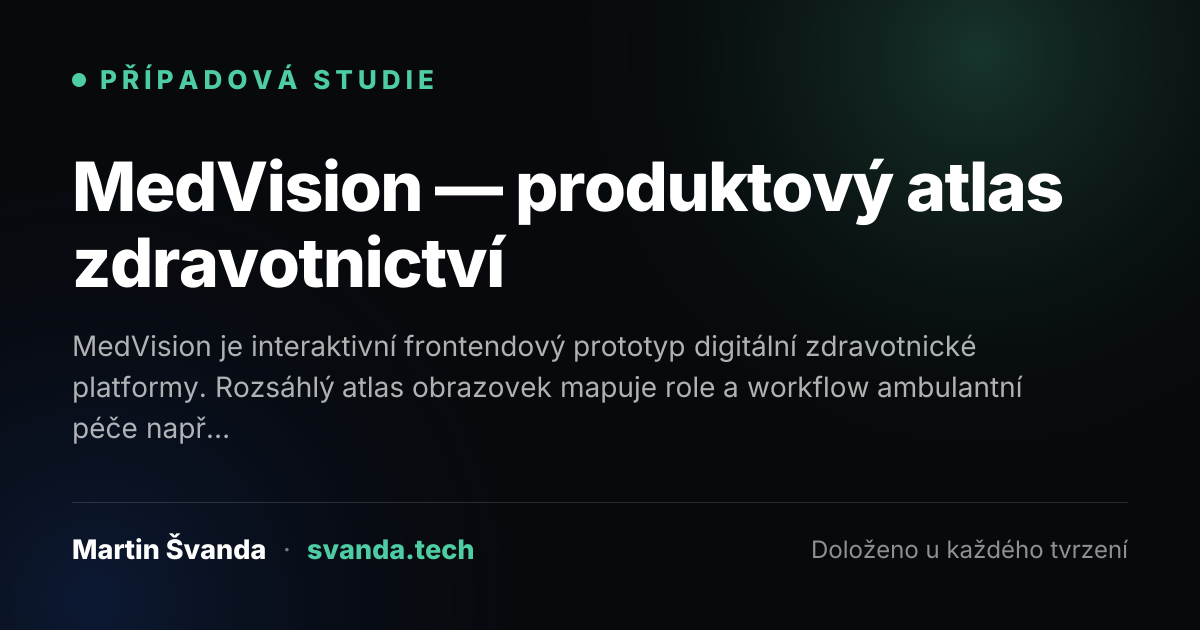 PŘÍPADOVÁ STUDIE
MedVision — produktový atlas
zdravotnictví
MedVision je interaktivní frontendový prototyp digitální zdravotnické
platformy. Rozsáhlý atlas obrazovek mapuje role a workflow ambulantní
péče např…
Martin Švanda · svanda.tech
Doloženo u každého tvrzení